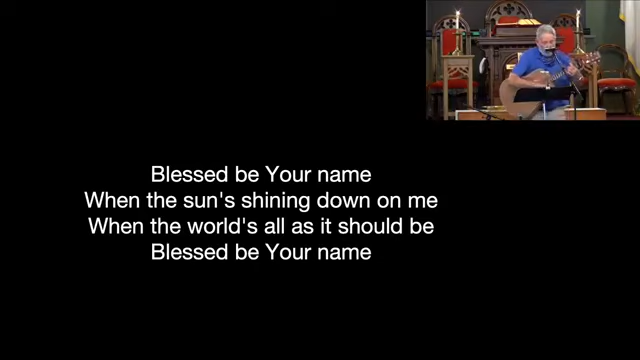 Blessed be Your name
When the sun's shining down on me
When the world's all as it should be
Blessed be Your name